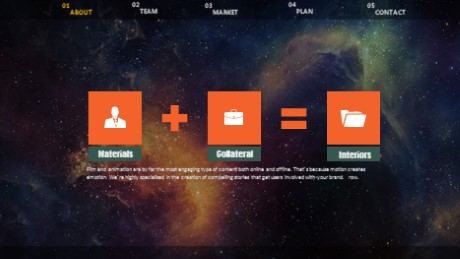 01 02 03 04 05
ABOUT TEAM MARKET PLAN CONTACT
Materials Collateral Interiors
Film and animation are by far the most engaging type of content both online and offline. That's because motion creates
emotion. We're highly specialised in the creation of compelling stories that get users involved with your brand. now.